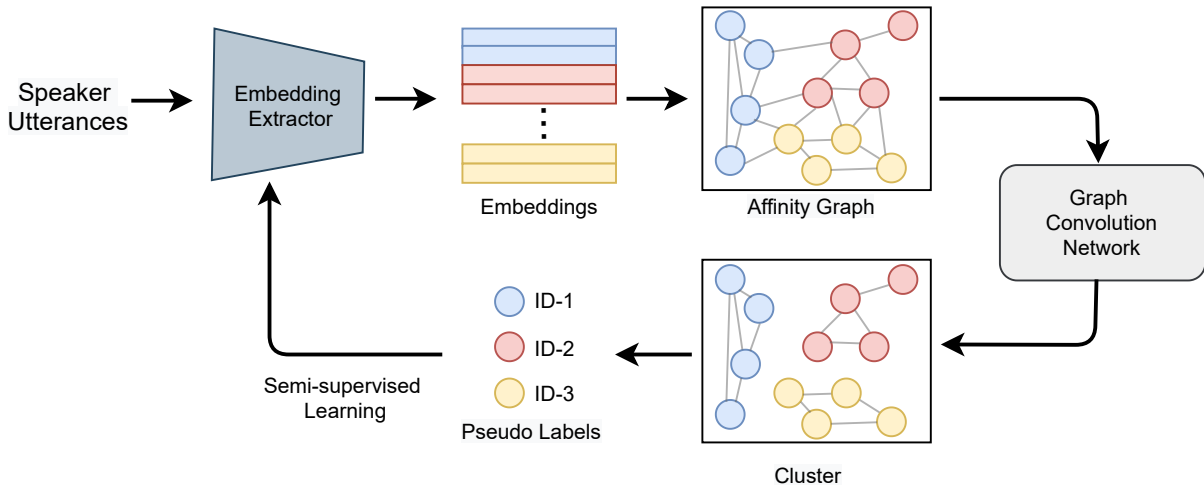 Speaker
Utterances
Embedding
Extractor
Embeddings
Affinity Graph
Graph
Convolution
Network
Cluster
ID-1
ID-2
ID-3
Pseudo Labels
Semi-supervised
Learning